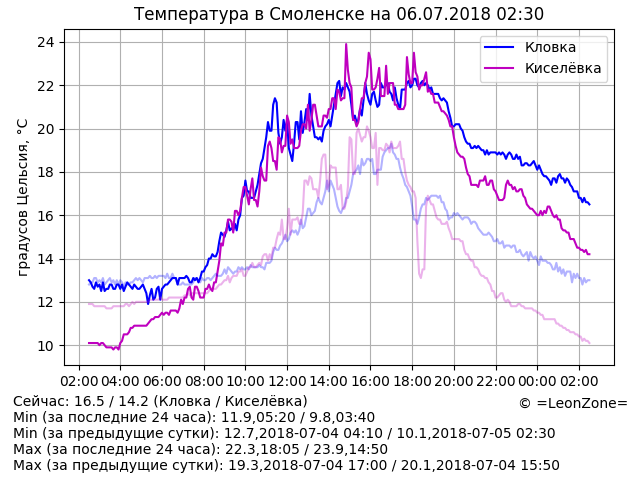 Температура в Смоленске на 06.07.2018 02:30
градусов Цельсия, °C
24
22
20
18
16
14
12
10
Кловка
Киселёвка
02:00 04:00 06:00 08:00 10:00 12:00 14:00 16:00 18:00 20:00 22:00 00:00 02:00
Сейчас: 16.5 / 14.2 (Кловка / Киселёвка)
© =LeonZone=
Min (за последние 24 часа): 11.9,05:20 / 9.8,03:40
Min (за предыдущие сутки): 12.7,2018-07-04 04:10 / 10.1,2018-07-05 02:30
Max (за последние 24 часа): 22.3,18:05 / 23.9,14:50
Max (за предыдущие сутки): 19.3,2018-07-04 17:00 / 20.1,2018-07-04 15:50